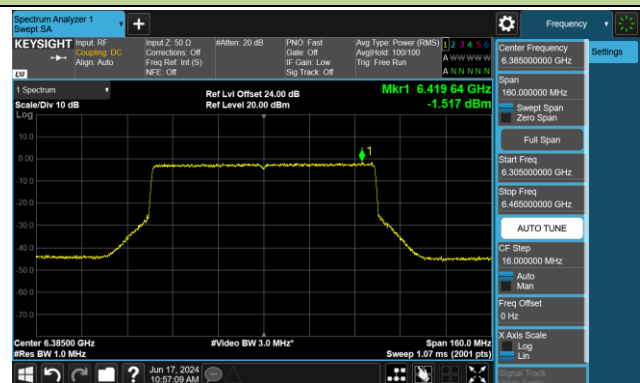 Spectrum Analyzer 1
Swept SA
+
Frequency
KEYSIGHT
Input: RF
Coupling: DC
Align: Auto
Input Z: 50 Ω
Corrections: Off
Freq Ref: Int (S)
NFE: Off
#Atten: 20 dB
PNO: Fast
Gate: Off
IF Gain: Low
Sig Track: Off
Avg Type: Power (RMS)
Avg|Hold: 100/100
Trig: Free Run
1 2 3 4 5 6
A W W W W W
A N N N N N
LXI
1 Spectrum
Scale/Div 10 dB
Log
Ref Lvl Offset 24.00 dB
Ref Level 20.00 dBm
Mkr1 6.419 64 GHz
-1.517 dBm
10.0
0.00
-10.0
-20.0
-30.0
-40.0
-50.0
-60.0
-70.0
1
Center 6.38500 GHz
#Res BW 1.0 MHz
#Video BW 3.0 MHz*
Span 160.0 MHz
Sweep 1.07 ms (2001 pts)
Jun 17, 2024
10:57:09 AM
?
Center Frequency
6.385000000 GHz
Settings
Span
160.000000 MHz
Swept Span
Zero Span
Full Span
Start Freq
6.305000000 GHz
Stop Freq
6.465000000 GHz
AUTO TUNE
CF Step
16.000000 MHz
Auto
Man
Freq Offset
0 Hz
X Axis Scale
Log
Lin
Signal Track